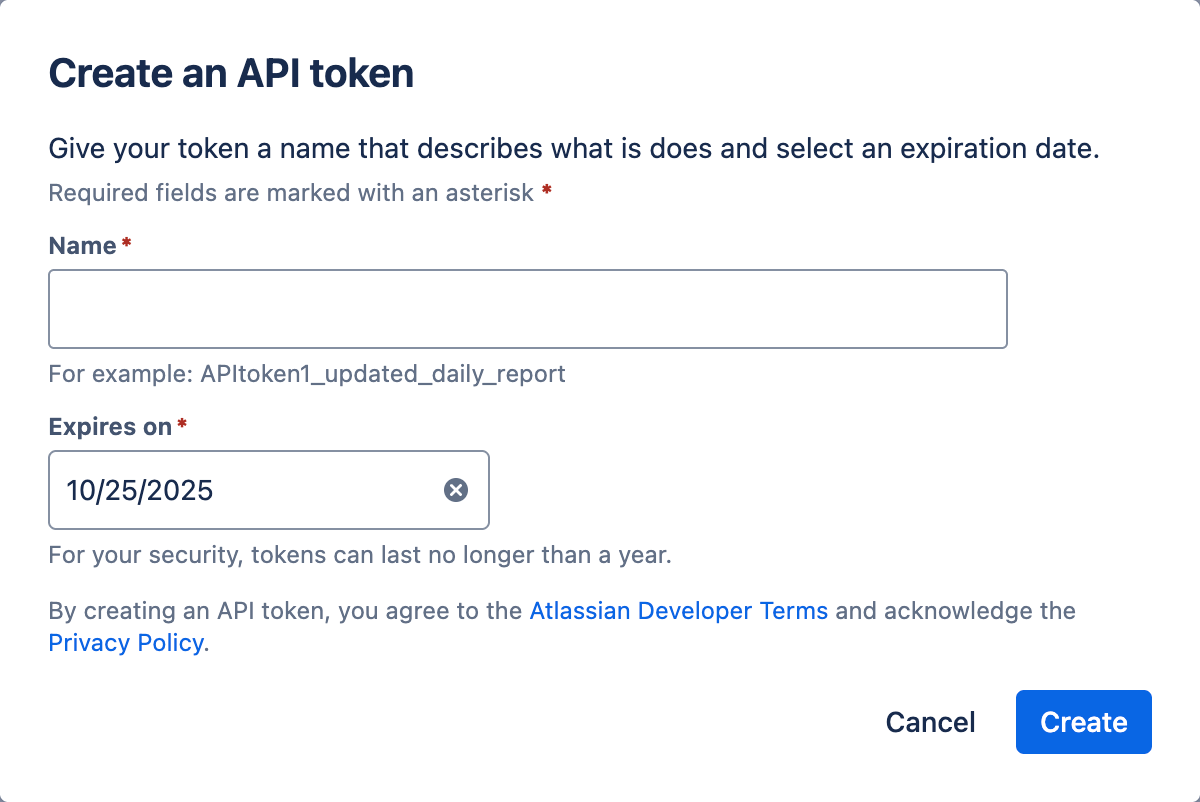 Create an API token
Give your token a name that describes what is does and select an expiration date.
Required fields are marked with an asterisk *
Name *
For example: APItoken1_updated_daily_report
Expires on *
10/25/2025
For your security, tokens can last no longer than a year.
By creating an API token, you agree to the Atlassian Developer Terms and acknowledge the
Privacy Policy.
Cancel Create